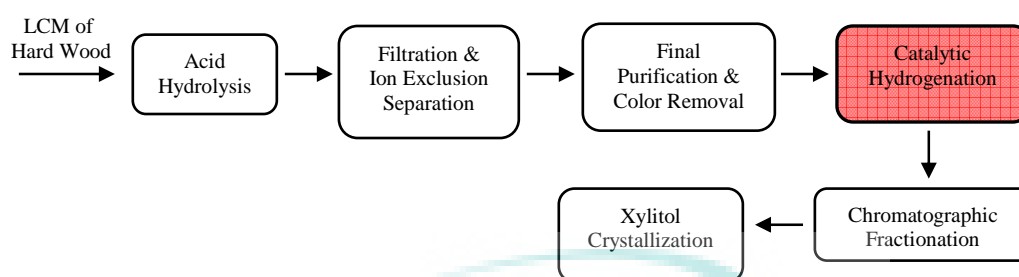 LCM of
Hard Wood
Acid
Hydrolysis
Filtration &
Ion Exclusion
Separation
Final
Purification &
Color Removal
Catalytic
Hydrogenation
Chromatographic
Fractionation
Xylitol
Crystallization